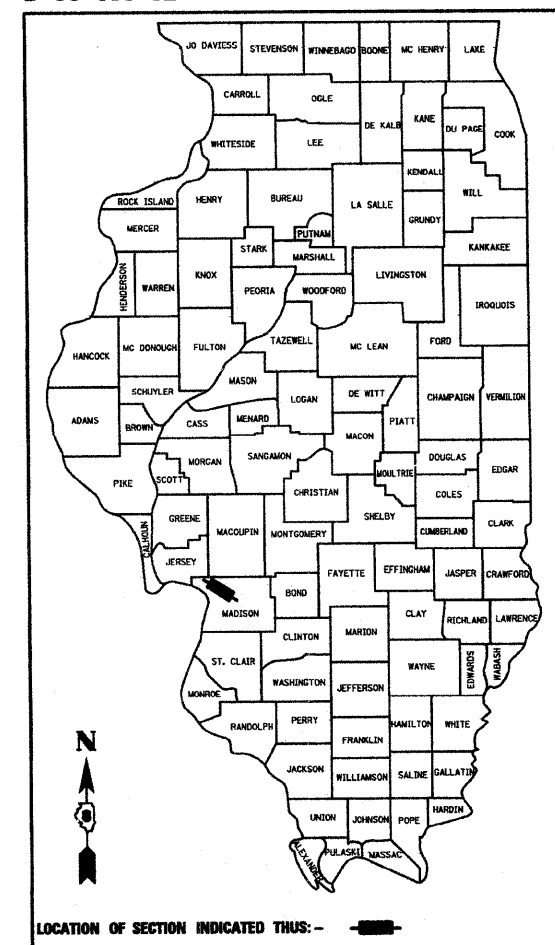 JO DAVIESS STEVENSON WINNEBAGO BOONE MC HENRY LAKE
CARROLL OGLE
DE KALB KANE DU PAGE COOK
WHITESIDE LEE
KENDALL
WILL
ROCK ISLAND HENRY BUREAU LA SALLE GRUNDY
MERCER PUTNAM
STARK KANKAKEE
MARSHALL
HENDERSON WARREN KNOX LIVINGSTON
PEORIA WOODFORD IROQUOIS
HANCOCK MC DONOUGH FULTON TAZEWELL MC LEAN FORD
MASON
SCHUYLER DE WITT
LOGAN CHAMPAIGN VERMILION
ADAMS BROWN CASS MENARD PIATT
MACON
SANGAMON DOUGLAS
MORGAN EDGAR
PIKE SCOTT MOULTRIE
CHRISTIAN COLES
GREENE SHELBY
CALHOUN MACOUPIN MONTGOMERY CUMBERLAND CLARK
JERSEY
FAYETTE EFFINGHAM JASPER CRAWFORD
BOND
MADISON CLAY
MARION RICHLAND LAWRENCE
CLINTON
ST. CLAIR WAYNE EDWARDS WABASH
WASHINGTON JEFFERSON
MONROE
RANDOLPH PERRY HAMILTON WHITE
FRANKLIN
N
JACKSON WILLIAMSON SALINE GALLATIN
HARDIN
UNION JOHNSON POPE
ALEXANDER PULASKI MASSAC
LOCATION OF SECTION INDICATED THUS:-